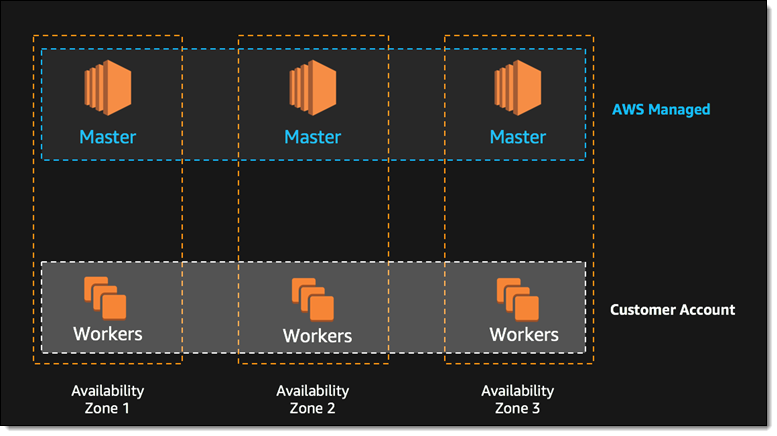 Master
Master
Master
AWS Managed
Workers
Workers
Workers
Customer Account
Availability
Zone 1
Availability
Zone 2
Availability
Zone 3